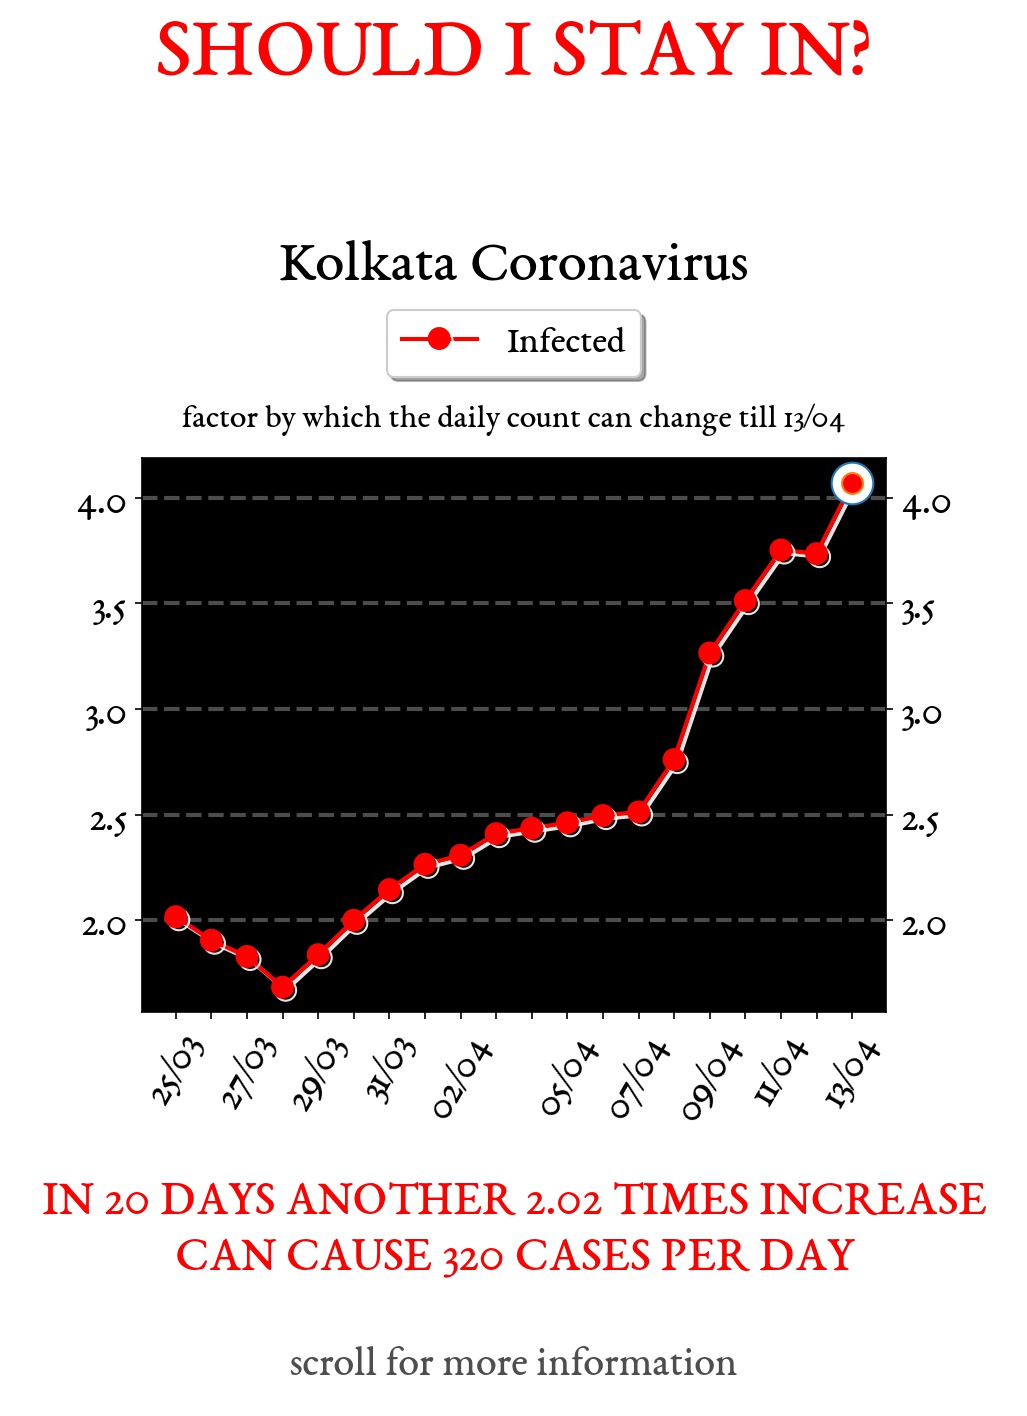 SHOULD I STAY IN?
Kolkata Coronavirus
Infected
factor by which the daily count can change till 13/04
4.0 4.0
3.5 3.5
3.0 3.0
2.5 2.5
2.0 2.0
25/03 27/03 29/03 31/03 02/04 05/04 07/04 09/04 11/04 13/04
IN 20 DAYS ANOTHER 2.02 TIMES INCREASE
CAN CAUSE 320 CASES PER DAY
scroll for more information